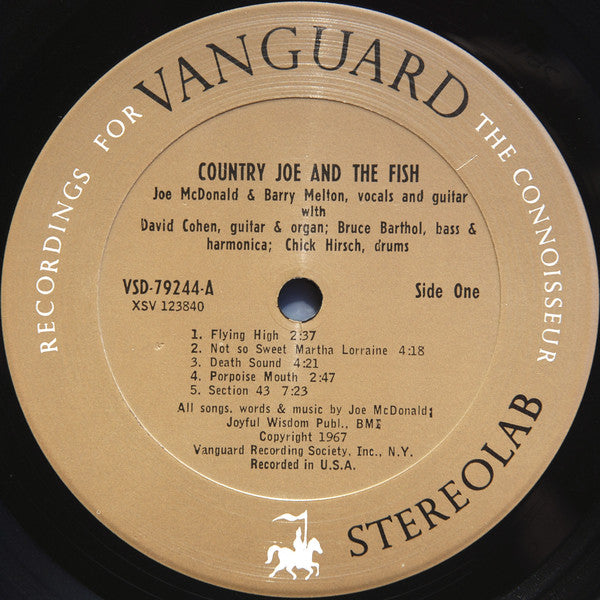 RECORDINGS FOR VANGUARD THE CONNOISSEUR
COUNTRY JOE AND THE FISH
Joe McDonald & Barry Melton, vocals and guitar
with
David Cohen, guitar & organ; Bruce Barthol, bass &
harmonica; Chick Hirsch, drums
VSD-79244-A
XSV 123840
Side One
1. Flying High 2:37
2. Not so Sweet Martha Lorraine 4:18
3. Death Sound 4:21
4. Porpoise Mouth 2:47
5. Section 43 7:23
All songs, words & music by Joe McDonald;
Joyful Wisdom Publ., BMI
Copyright 1967
Vanguard Recording Society, Inc., N.Y.
Recorded in U.S.A.
STEREOLAB